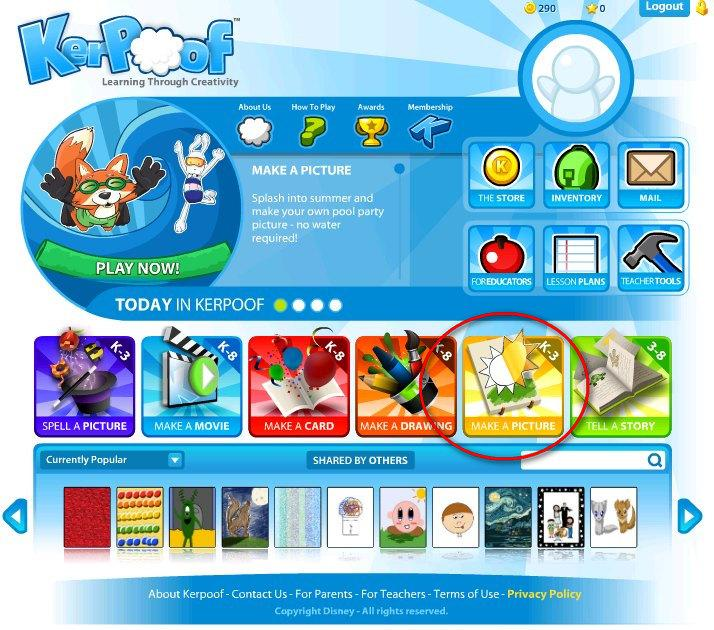 290
0
Logout
KerPoof™
Learning Through Creativity
About Us
How To Play
Awards
Membership
MAKE A PICTURE
Splash into summer and
make your own pool party
picture - no water
required!
PLAY NOW!
TODAY IN KERPOOF
THE STORE
INVENTORY
MAIL
FOR EDUCATORS
LESSON PLANS
TEACHER TOOLS
K-3
SPELL A PICTURE
K-8
MAKE A MOVIE
K-8
MAKE A CARD
K-8
MAKE A DRAWING
K-3
MAKE A PICTURE
3-8
TELL A STORY
Currently Popular
SHARED BY OTHERS
About Kerpoof - Contact Us - For Parents - For Teachers - Terms of Use - Privacy Policy
Copyright Disney - All rights reserved.